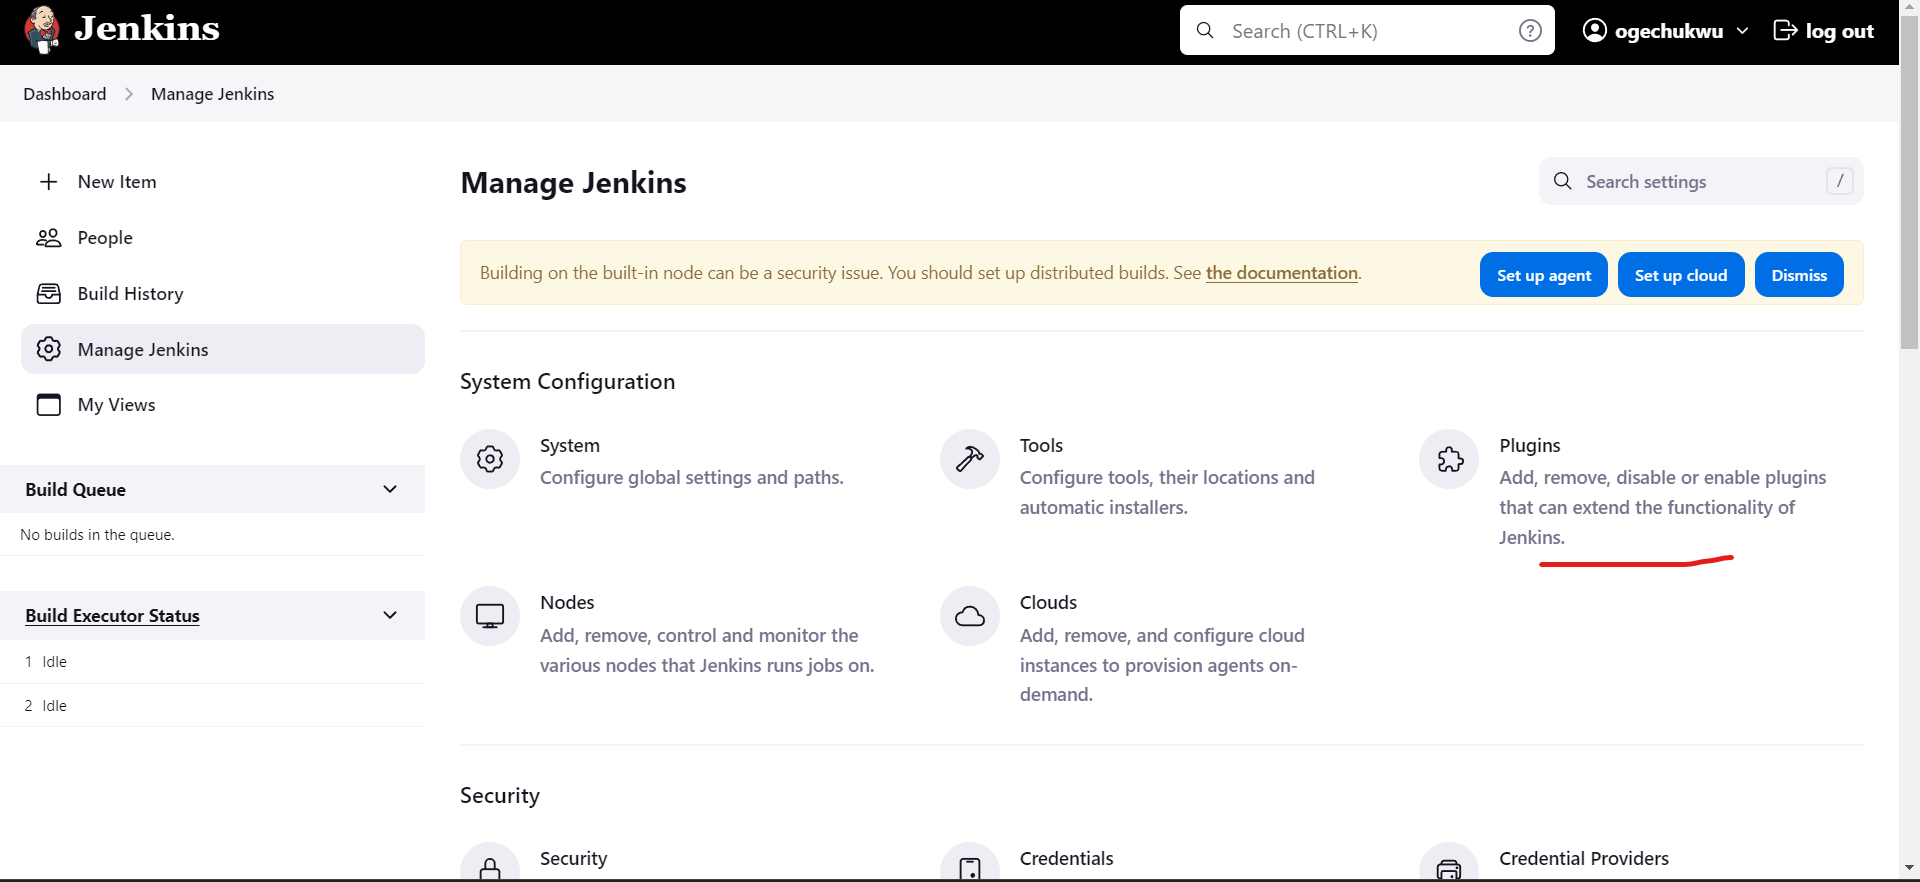 Jenkins
Search (CTRL+K)
?
ogechukwu
log out
Dashboard
Manage Jenkins
New Item
People
Build History
Manage Jenkins
My Views
Build Queue
No builds in the queue.
Build Executor Status
1 Idle
2 Idle
Manage Jenkins
Search settings
/
Building on the built-in node can be a security issue. You should set up distributed builds. See the documentation.
Set up agent
Set up cloud
Dismiss
System Configuration
System
Configure global settings and paths.
Tools
Configure tools, their locations and
automatic installers.
Plugins
Add, remove, disable or enable plugins
that can extend the functionality of
Jenkins.
Nodes
Add, remove, control and monitor the
various nodes that Jenkins runs jobs on.
Clouds
Add, remove, and configure cloud
instances to provision agents on-
demand.
Security
Security
Credentials
Credential Providers